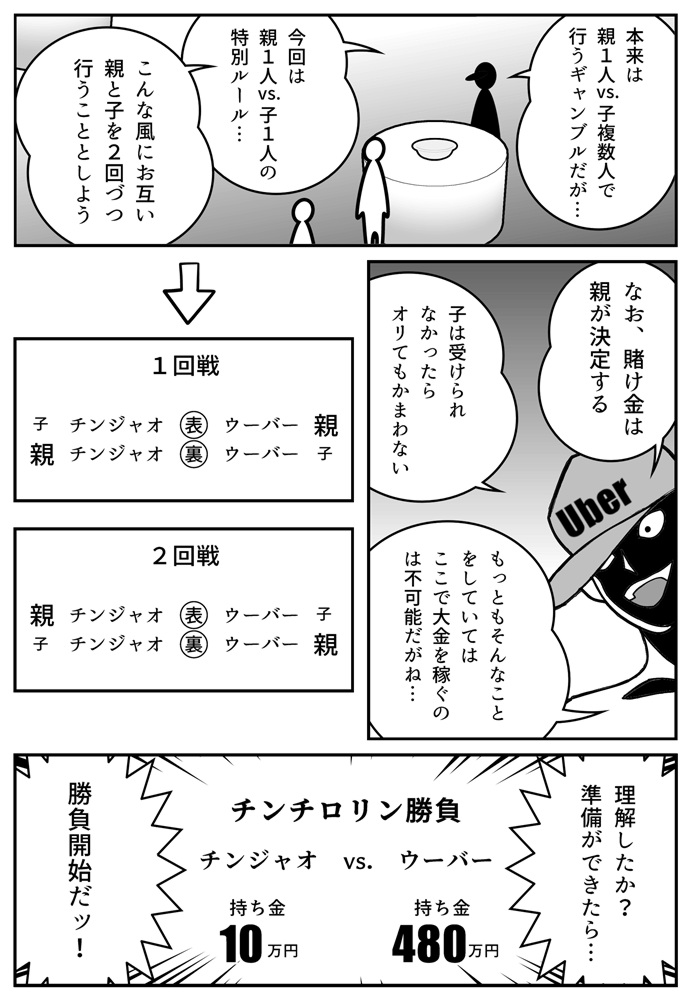 本来は
親１人vs.子複数人で
行うギャンブルだが…
今回は
親１人vs.子１人の
特別ルール…
こんな風にお互い
親と子を２回づつ
行うこととしよう
なお、賭け金は
親が決定する
子は受けられ
なかったら
オリてもかまわない
Uber
もっともそんなこと
をしていては
ここで大金を稼ぐの
は不可能だがね…
１回戦
子 チンジャオ 表 ウーバー 親
親 チンジャオ 裏 ウーバー 子
２回戦
親 チンジャオ 表 ウーバー 子
子 チンジャオ 裏 ウーバー 親
理解したか？
準備ができたら…
チンチロリン勝負
チンジャオ vs. ウーバー
持ち金 持ち金
10万円 480万円
勝負開始だッ！